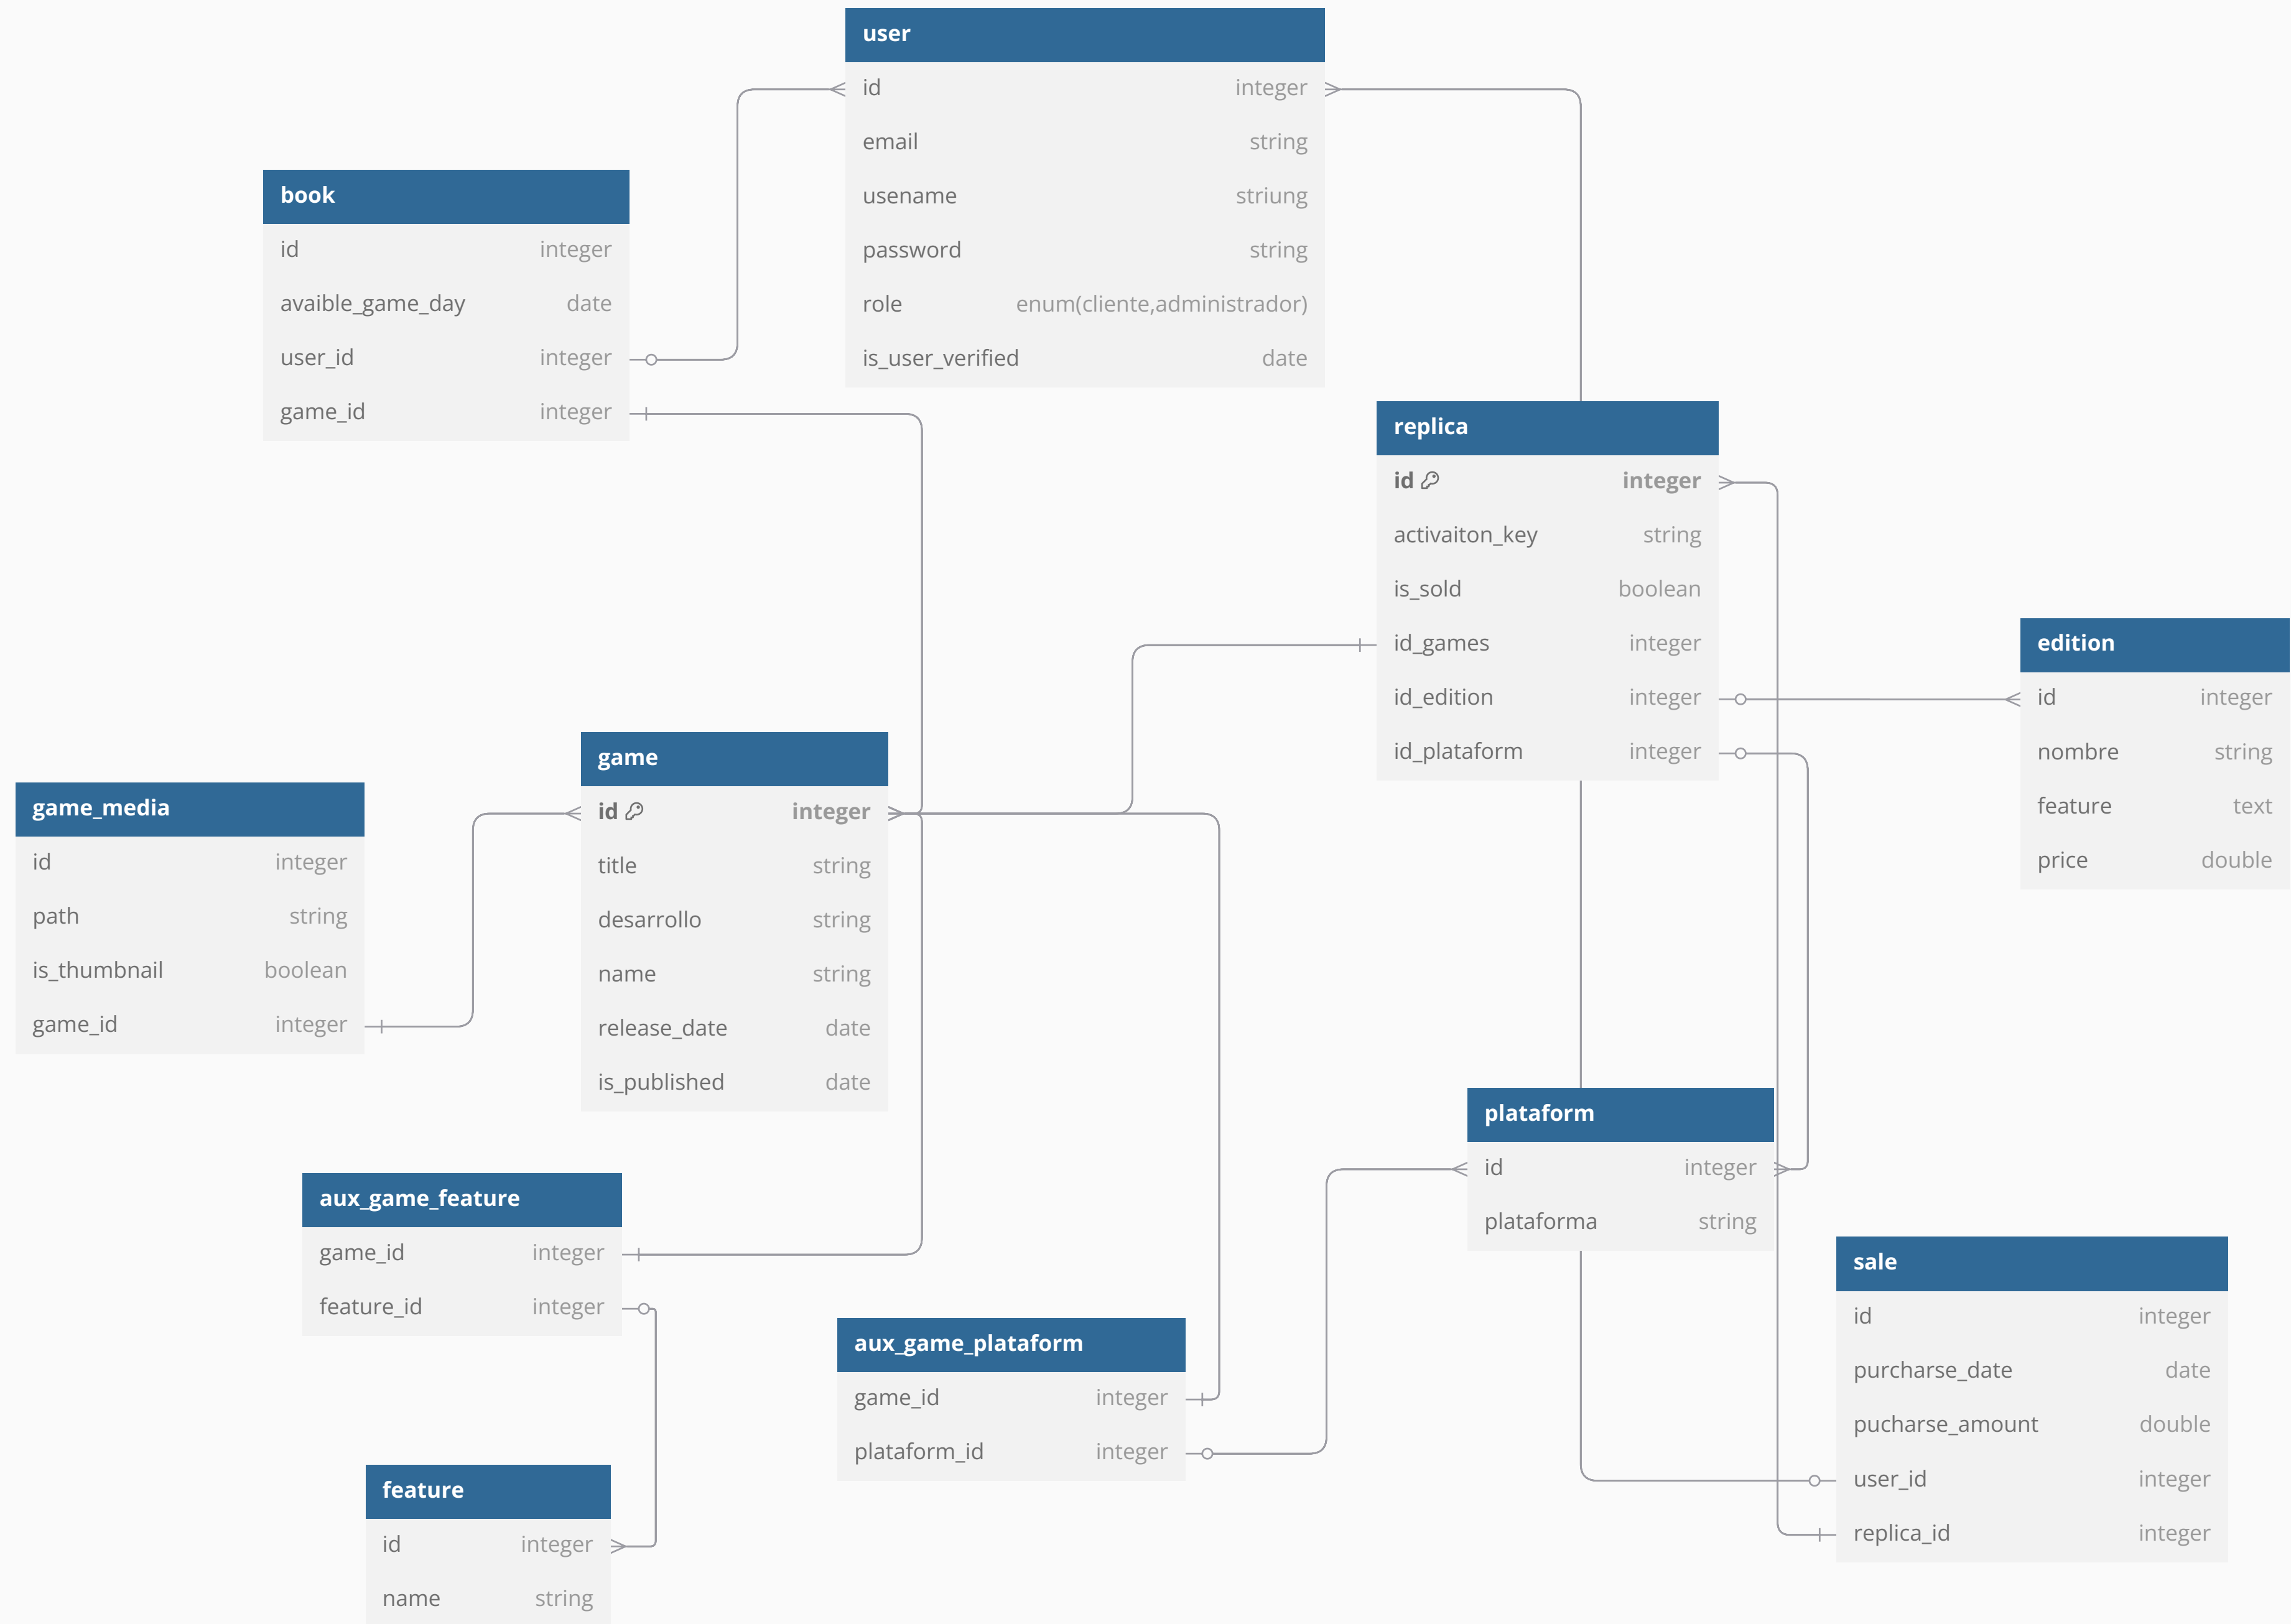 user
id integer
email string
usename striung
password string
role enum(cliente,administrador)
is_user_verified date
book
id integer
avaible_game_day date
user_id integer
game_id integer
replica
id integer
activaiton_key string
is_sold boolean
id_games integer
id_edition integer
id_plataform integer
edition
id integer
nombre string
feature text
price double
game
id integer
title string
desarrollo string
name string
release_date date
is_published date
game_media
id integer
path string
is_thumbnail boolean
game_id integer
plataform
id integer
plataforma string
aux_game_feature
game_id integer
feature_id integer
sale
id integer
purcharse_date date
pucharse_amount double
user_id integer
replica_id integer
aux_game_plataform
game_id integer
plataform_id integer
feature
id integer
name string